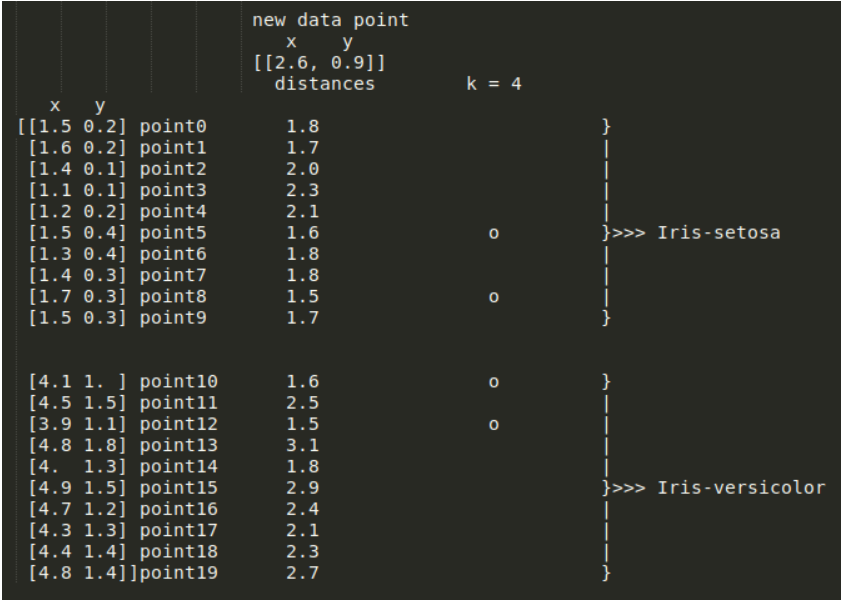 new data point
x y
[[2.6, 0.9]]
distances k = 4
x y
[[1.5 0.2] point0 1.8 }
[1.6 0.2] point1 1.7 |
[1.4 0.1] point2 2.0 |
[1.1 0.1] point3 2.3 |
[1.2 0.2] point4 2.1 |
[1.5 0.4] point5 1.6 o }>>> Iris-setosa
[1.3 0.4] point6 1.8 |
[1.4 0.3] point7 1.8 |
[1.7 0.3] point8 1.5 o |
[1.5 0.3] point9 1.7 }
[4.1 1. ] point10 1.6 o }
[4.5 1.5] point11 2.5 |
[3.9 1.1] point12 1.5 o |
[4.8 1.8] point13 3.1 |
[4. 1.3] point14 1.8 |
[4.9 1.5] point15 2.9 }>>> Iris-versicolor
[4.7 1.2] point16 2.4 |
[4.3 1.3] point17 2.1 |
[4.4 1.4] point18 2.3 |
[4.8 1.4]]point19 2.7 }